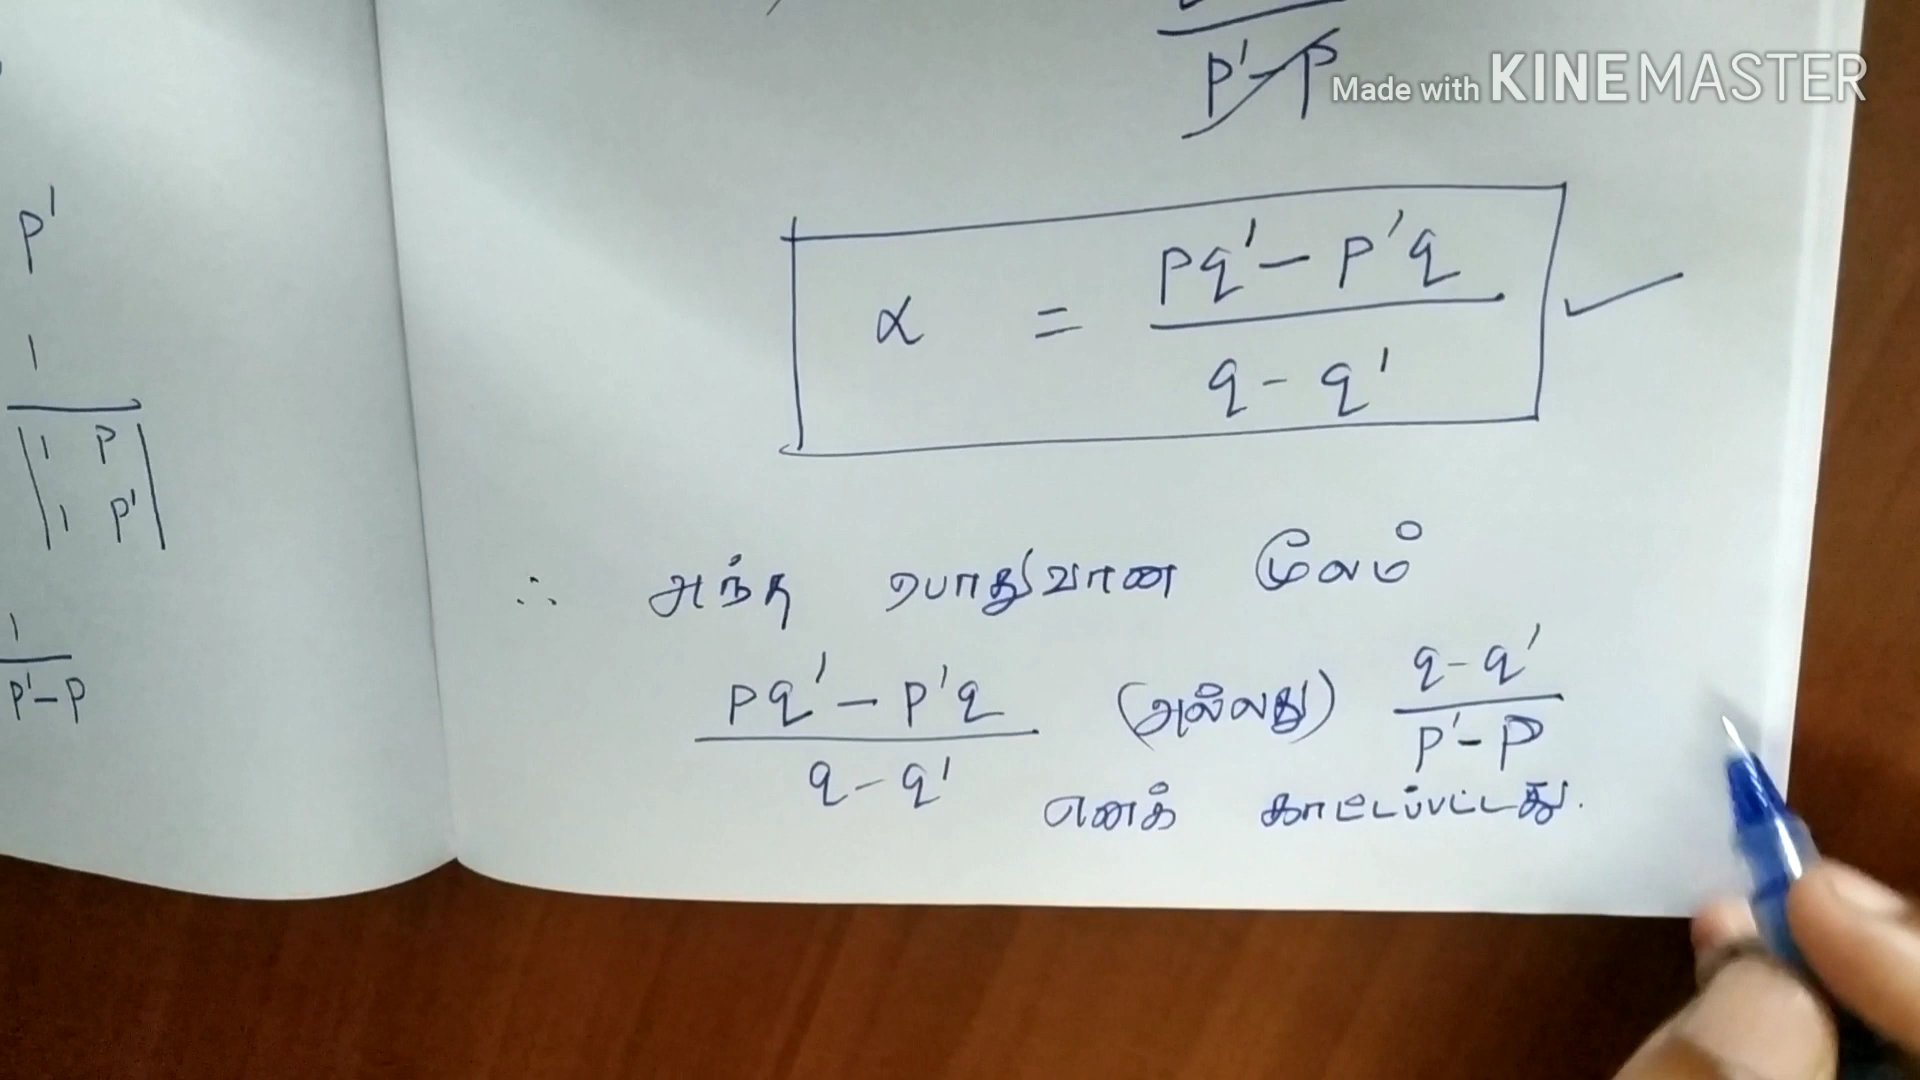 P'
1
1 P
1 P'
1
P'-P
P'-P
Made with KINEMASTER
α = Pq'-P'q
q-q'
∴ அந்த பொதுவான மூலம்
Pq'-P'q (அல்லது) q-q'
q-q' P'-P
எனக் காட்டப்பட்டது.